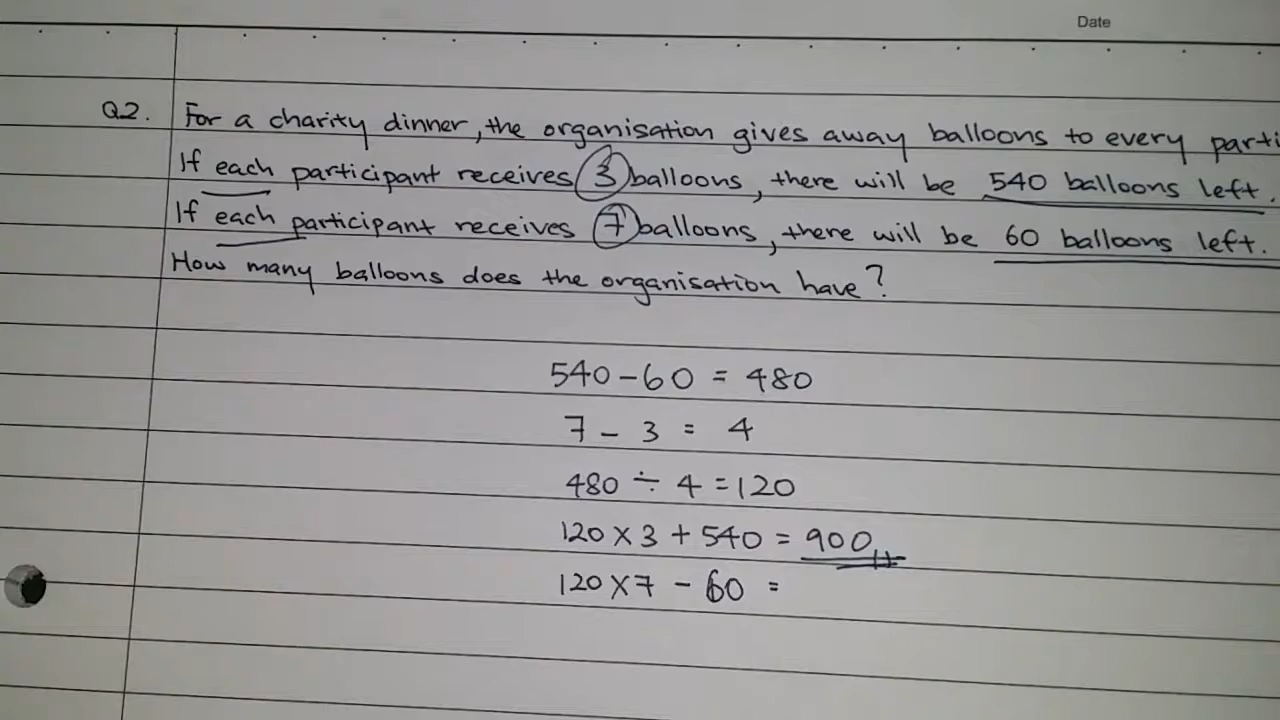 Date
Q2. For a charity dinner, the organisation gives away balloons to every parti
If each participant receives 3 balloons, there will be 540 balloons left.
If each participant receives 7 balloons, there will be 60 balloons left.
How many balloons does the organisation have?
540 - 60 = 480
7 - 3 = 4
480 ÷ 4 = 120
120 × 3 + 540 = 900
120 × 7 - 60 =